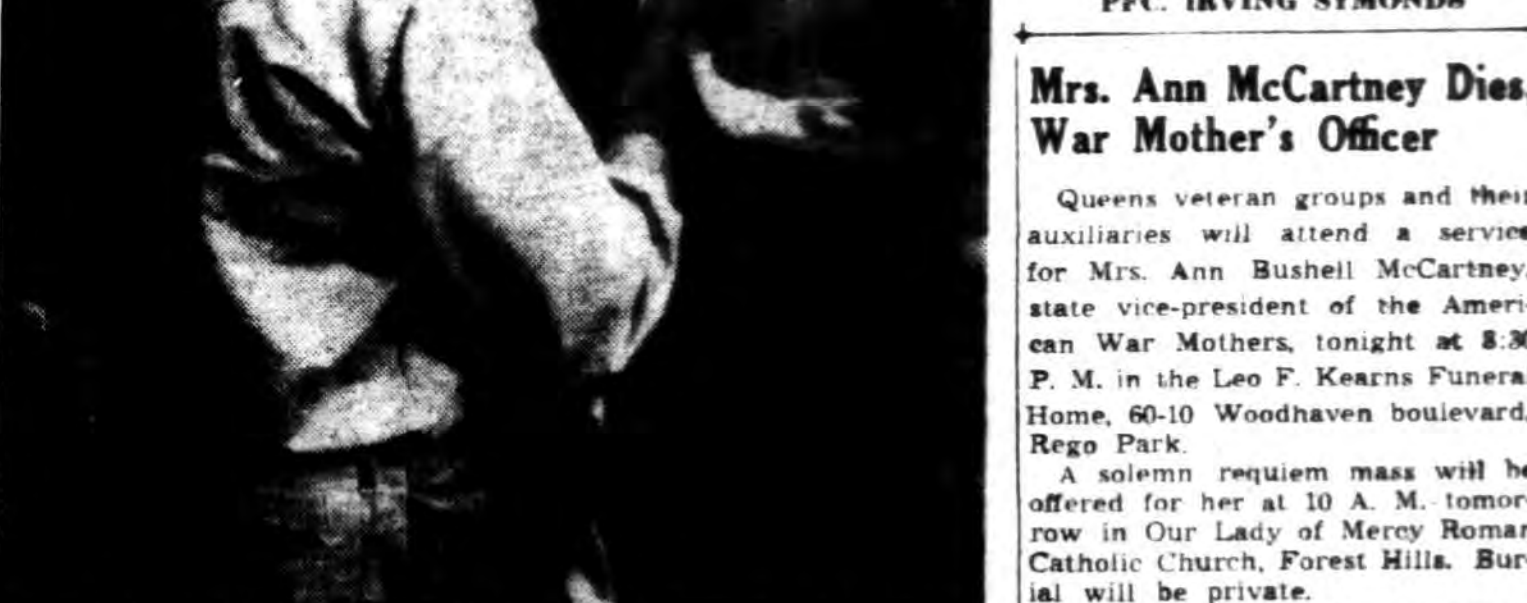 PFC. IRVING SYMONDS
Mrs. Ann McCartney Dies,
War Mother's Officer
Queens veteran groups and their
auxiliaries will attend a service
for Mrs. Ann Bushell McCartney,
state vice-president of the Ameri-
can War Mothers, tonight at 8:30
P. M. in the Leo F. Kearns Funeral
Home, 60-10 Woodhaven boulevard,
Rego Park.
A solemn requiem mass will be
offered for her at 10 A. M. tomor-
row in Our Lady of Mercy Roman
Catholic Church, Forest Hills. Bur-
ial will be private.